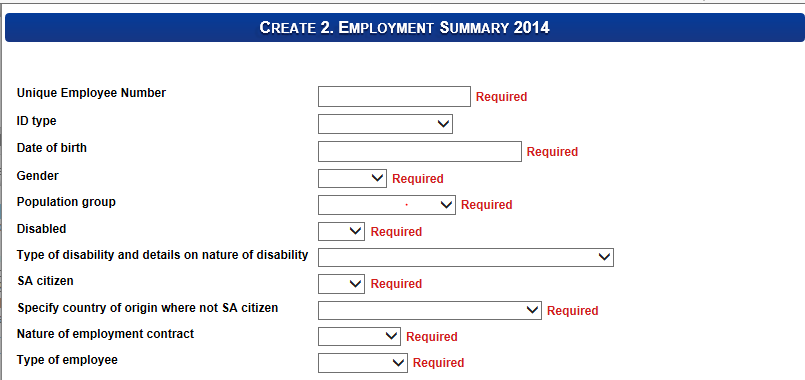 CREATE 2. EMPLOYMENT SUMMARY 2014
Unique Employee Number Required
ID type
Date of birth Required
Gender Required
Population group Required
Disabled Required
Type of disability and details on nature of disability
SA citizen Required
Specify country of origin where not SA citizen Required
Nature of employment contract Required
Type of employee Required